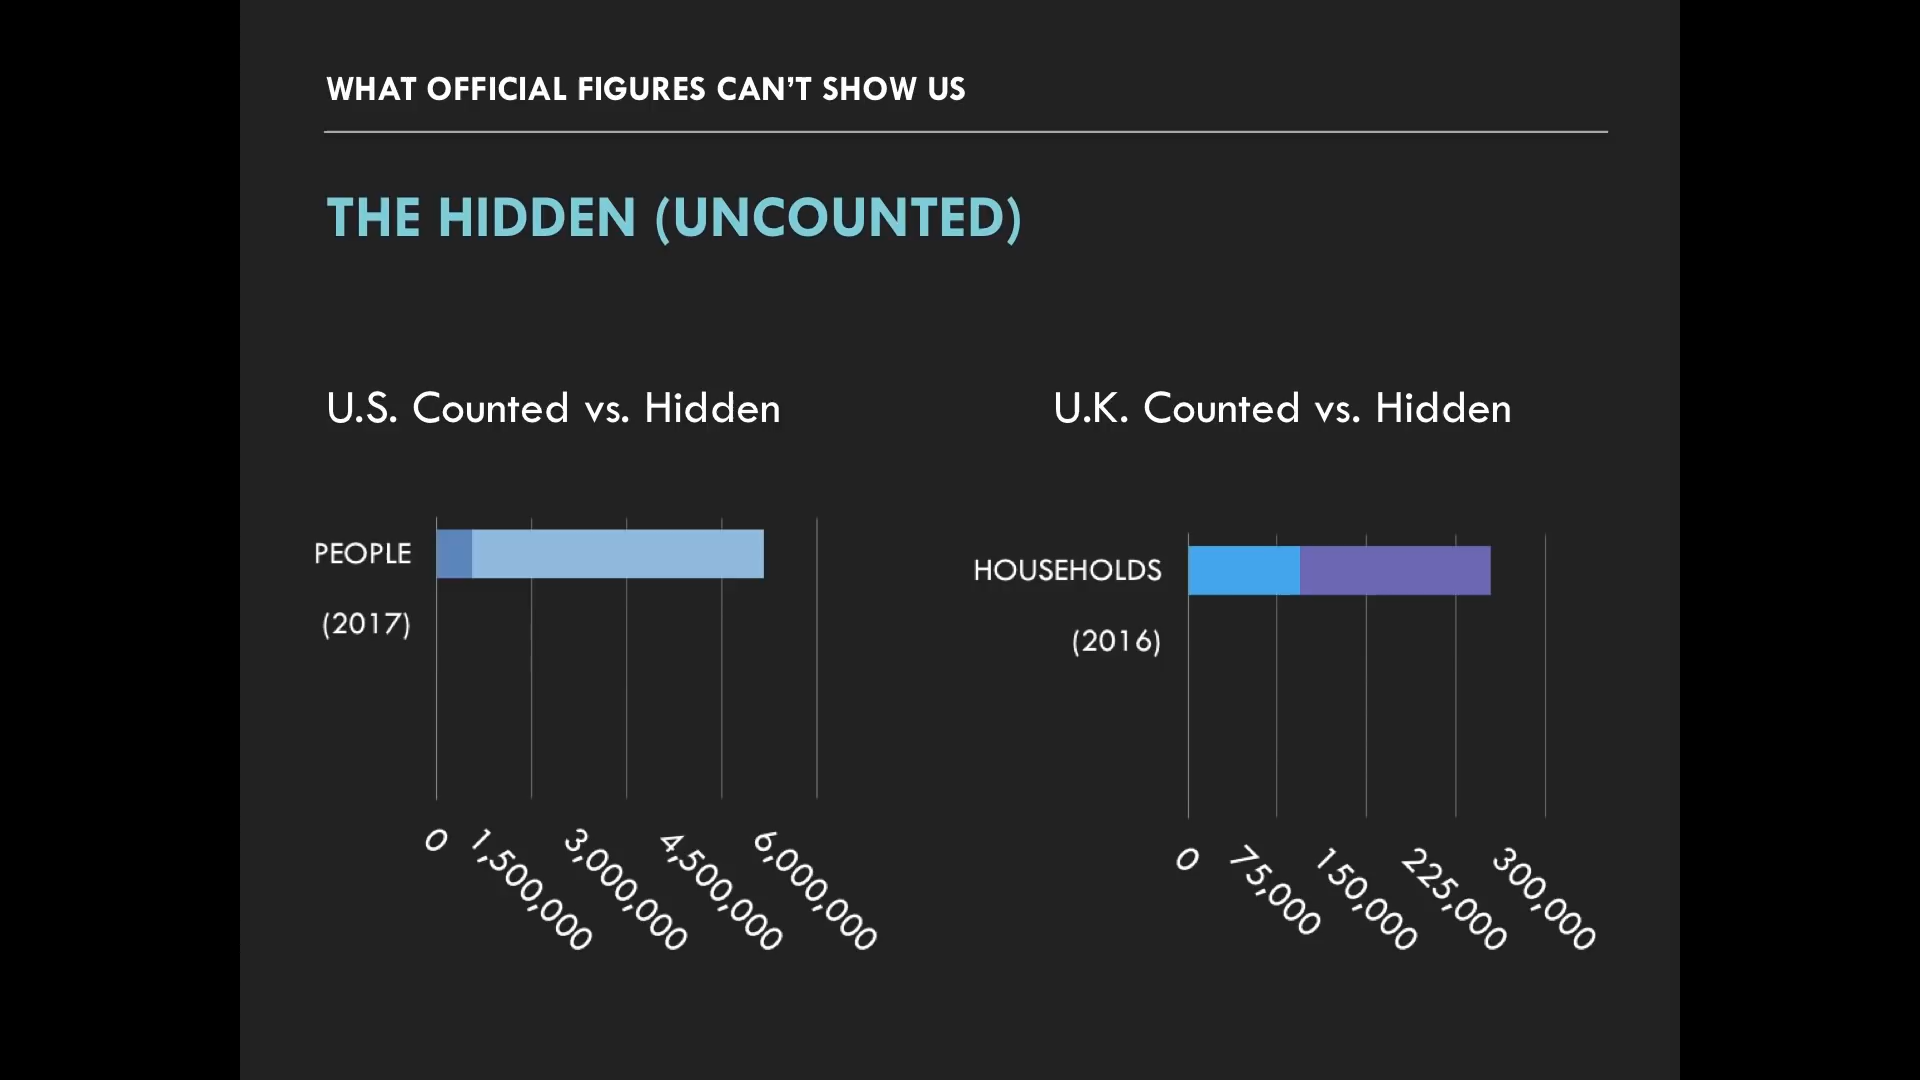 WHAT OFFICIAL FIGURES CAN'T SHOW US
THE HIDDEN (UNCOUNTED)
U.S. Counted vs. Hidden
PEOPLE
(2017)
0
1,500,000
3,000,000
4,500,000
6,000,000
U.K. Counted vs. Hidden
HOUSEHOLDS
(2016)
0
75,000
150,000
225,000
300,000